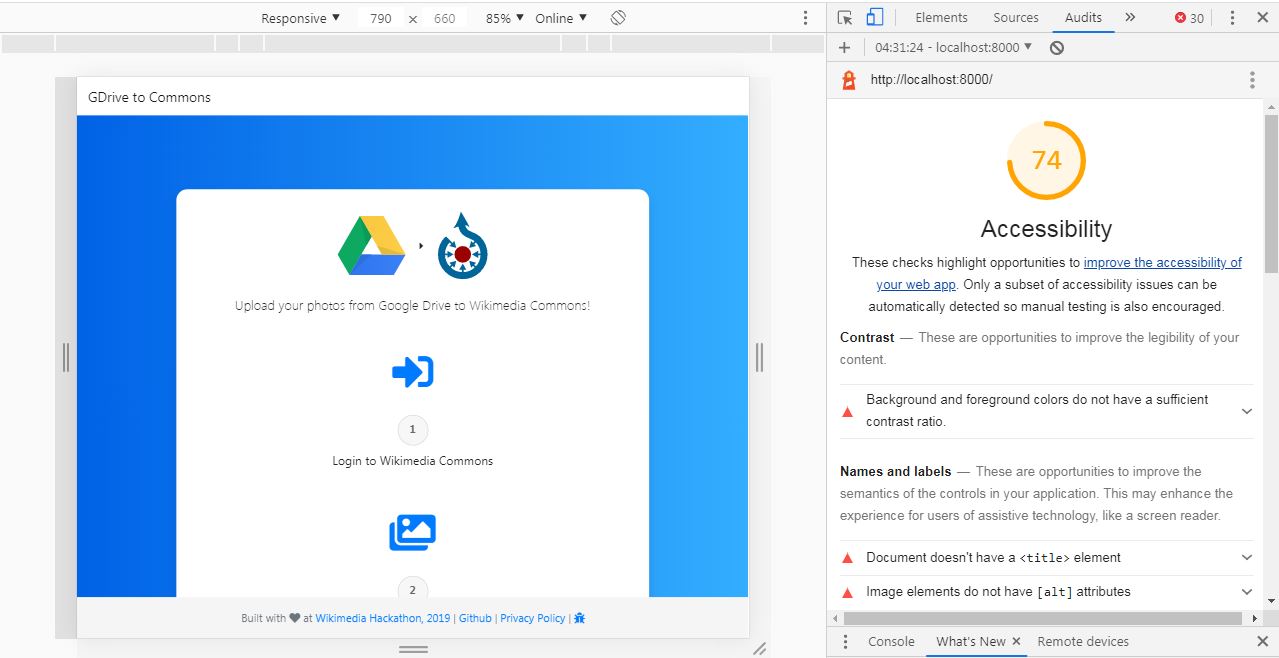 Responsive ▼ 790 × 660 85% ▼ Online ▼
GDrive to Commons
Upload your photos from Google Drive to Wikimedia Commons!
1
Login to Wikimedia Commons
2
Built with ❤ at Wikimedia Hackathon, 2019 | Github | Privacy Policy |
Elements Sources Audits » 30
04:31:24 - localhost:8000 ▼
http://localhost:8000/
74
Accessibility
These checks highlight opportunities to improve the accessibility of
your web app. Only a subset of accessibility issues can be
automatically detected so manual testing is also encouraged.
Contrast — These are opportunities to improve the legibility of your
content.
Background and foreground colors do not have a sufficient
contrast ratio.
Names and labels — These are opportunities to improve the
semantics of the controls in your application. This may enhance the
experience for users of assistive technology, like a screen reader.
Document doesn't have a <title> element
Image elements do not have [alt] attributes
Console What's New × Remote devices